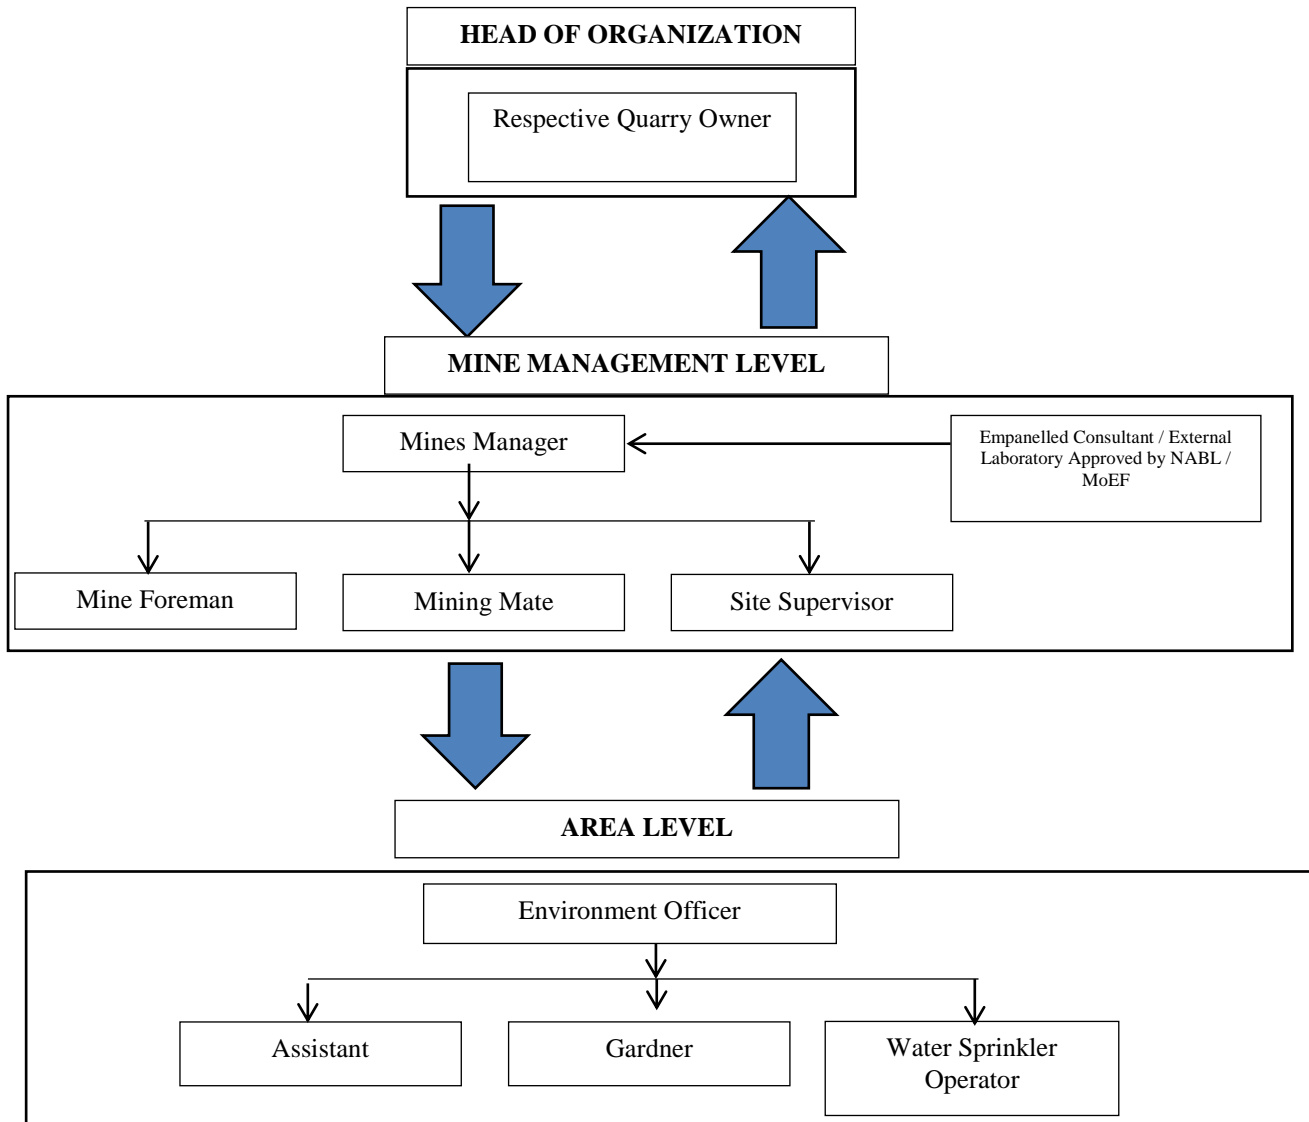 HEAD OF ORGANIZATION
Respective Quarry Owner
MINE MANAGEMENT LEVEL
Mines Manager
Empanelled Consultant / External
Laboratory Approved by NABL /
MoEF
Mine Foreman
Mining Mate
Site Supervisor
AREA LEVEL
Environment Officer
Assistant
Gardner
Water Sprinkler
Operator